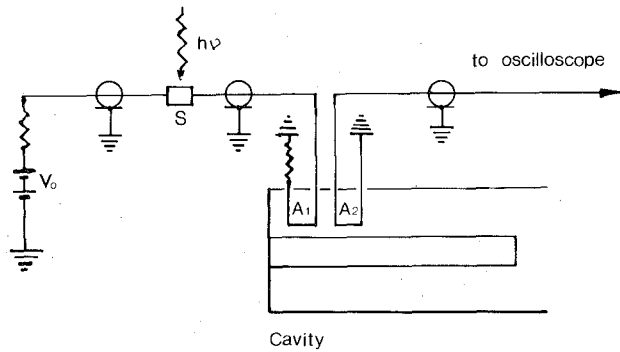 hν
to oscilloscope
S
V₀
A₁
A₂
Cavity